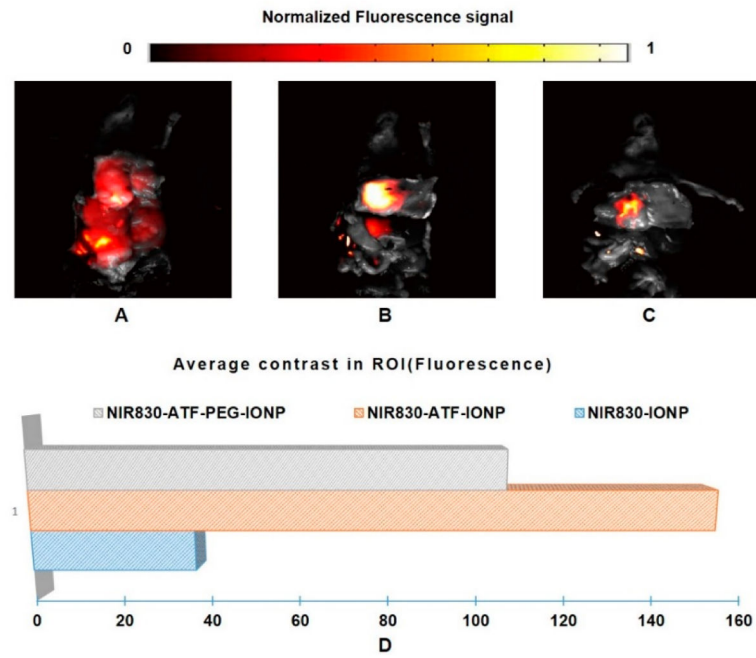 Normalized Fluorescence signal
0 1
A B C
Average contrast in ROI(Fluorescence)
NIR830-ATF-PEG-IONP NIR830-ATF-IONP NIR830-IONP
1
0 20 40 60 80 100 120 140 160
D